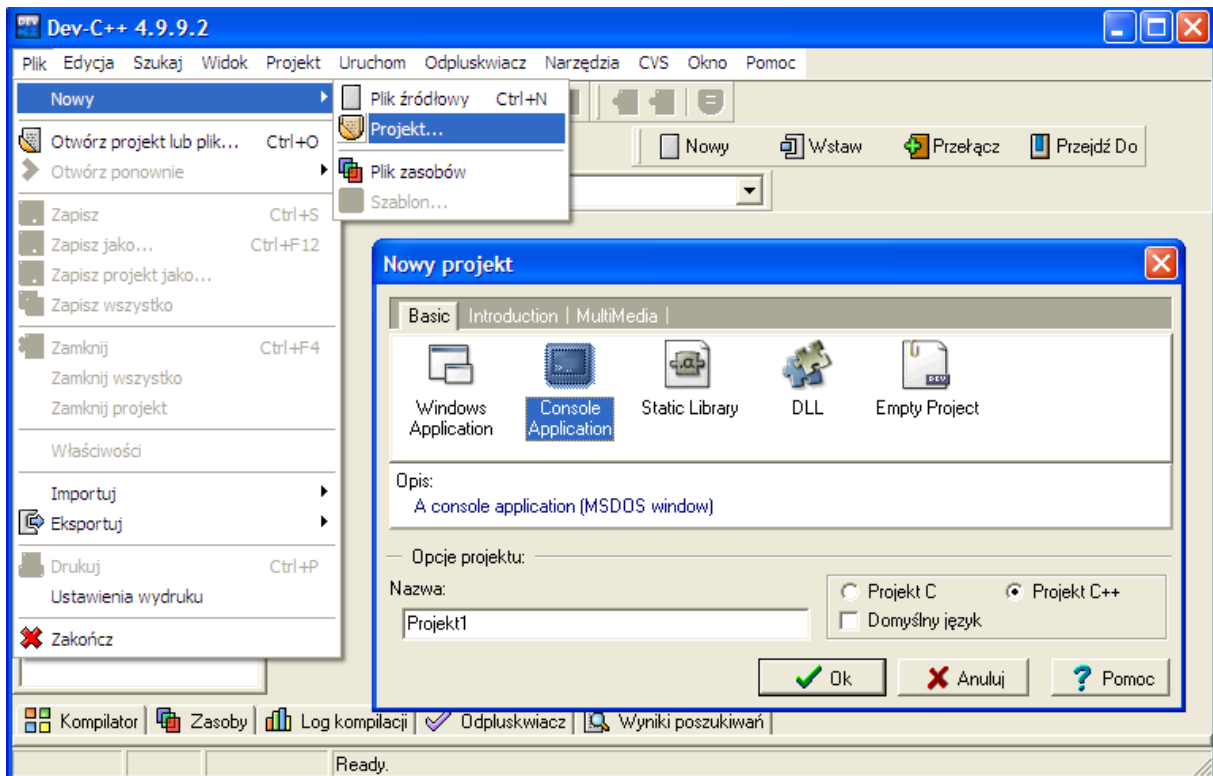 Dev-C++ 4.9.9.2
Plik Edycja Szukaj Widok Projekt Uruchom Odpluskwiacz Narzędzia CVS Okno Pomoc
Nowy
Plik źródłowy Ctrl+N
Projekt...
Plik zasobów
Szablon...
Otwórz projekt lub plik... Ctrl+O
Otwórz ponownie
Zapisz Ctrl+S
Zapisz jako... Ctrl+F12
Zapisz projekt jako...
Zapisz wszystko
Zamknij Ctrl+F4
Zamknij wszystko
Zamknij projekt
Właściwości
Importuj
Eksportuj
Drukuj Ctrl+P
Ustawienia wydruku
Zakończ
Nowy Wstaw Przełącz Przejdź Do
Nowy projekt
Basic Introduction MultiMedia
Windows Application
Console Application
Static Library
DLL
Empty Project
DEV
Opis:
A console application (MSDOS window)
Opcje projektu:
Nazwa:
Projekt1
Projekt C Projekt C++
Domyślny język
Ok Anuluj Pomoc
Kompilator Zasoby Log kompilacji Odpluskwiacz Wyniki poszukiwań
Ready.